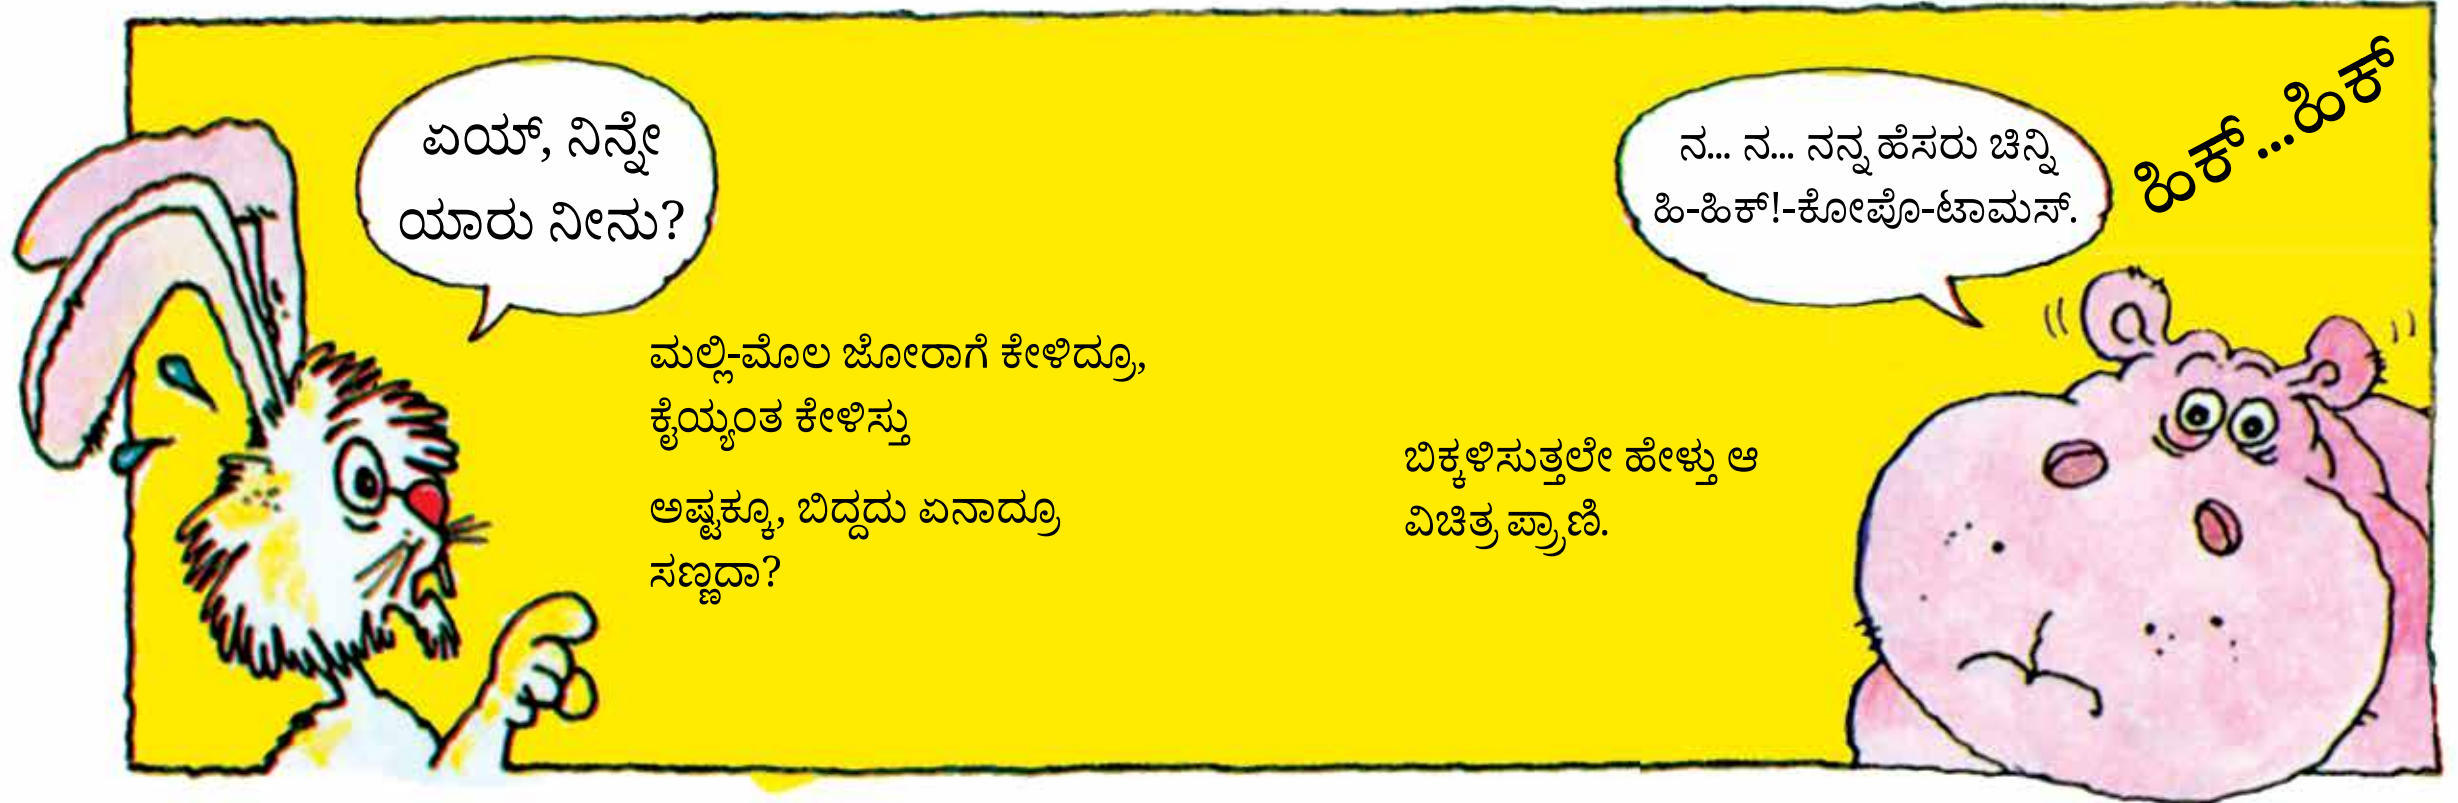 ಏಯ್, ನಿನ್ನೇ
ಯಾರು ನೀನು?
ಮಲ್ಲಿ-ಮೊಲ ಜೋರಾಗೆ ಕೇಳಿದ್ರೂ,
ಕೈಯ್ಯಂತ ಕೇಳಿಸ್ತು
ಅಷ್ಟಕ್ಕೂ, ಬಿದ್ದದು ಏನಾದ್ರೂ
ಸಣ್ಣದಾ?
ನ... ನ... ನನ್ನ ಹೆಸರು ಚಿನ್ನಿ
ಹಿ-ಹಿಕ್!-ಕೋಪೊ-ಟಾಮಸ್.
ಹಿಕ್...ಹಿಕ್
ಬಿಕ್ಕಳಿಸುತ್ತಲೇ ಹೇಳ್ತು ಆ
ವಿಚಿತ್ರ ಪ್ರಾಣಿ.